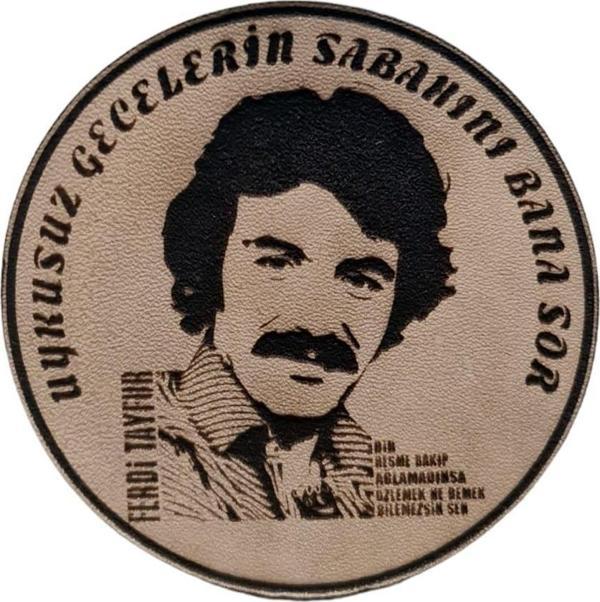 UYKUSUZ GECELERİN SABAHINI BANA SOR
FERDİ TAYFUR
BİR
RESME BAKIP
AĞLAMADINSA
ÖZLEMEK NE DEMEK
BİLEMEZSİN SEN